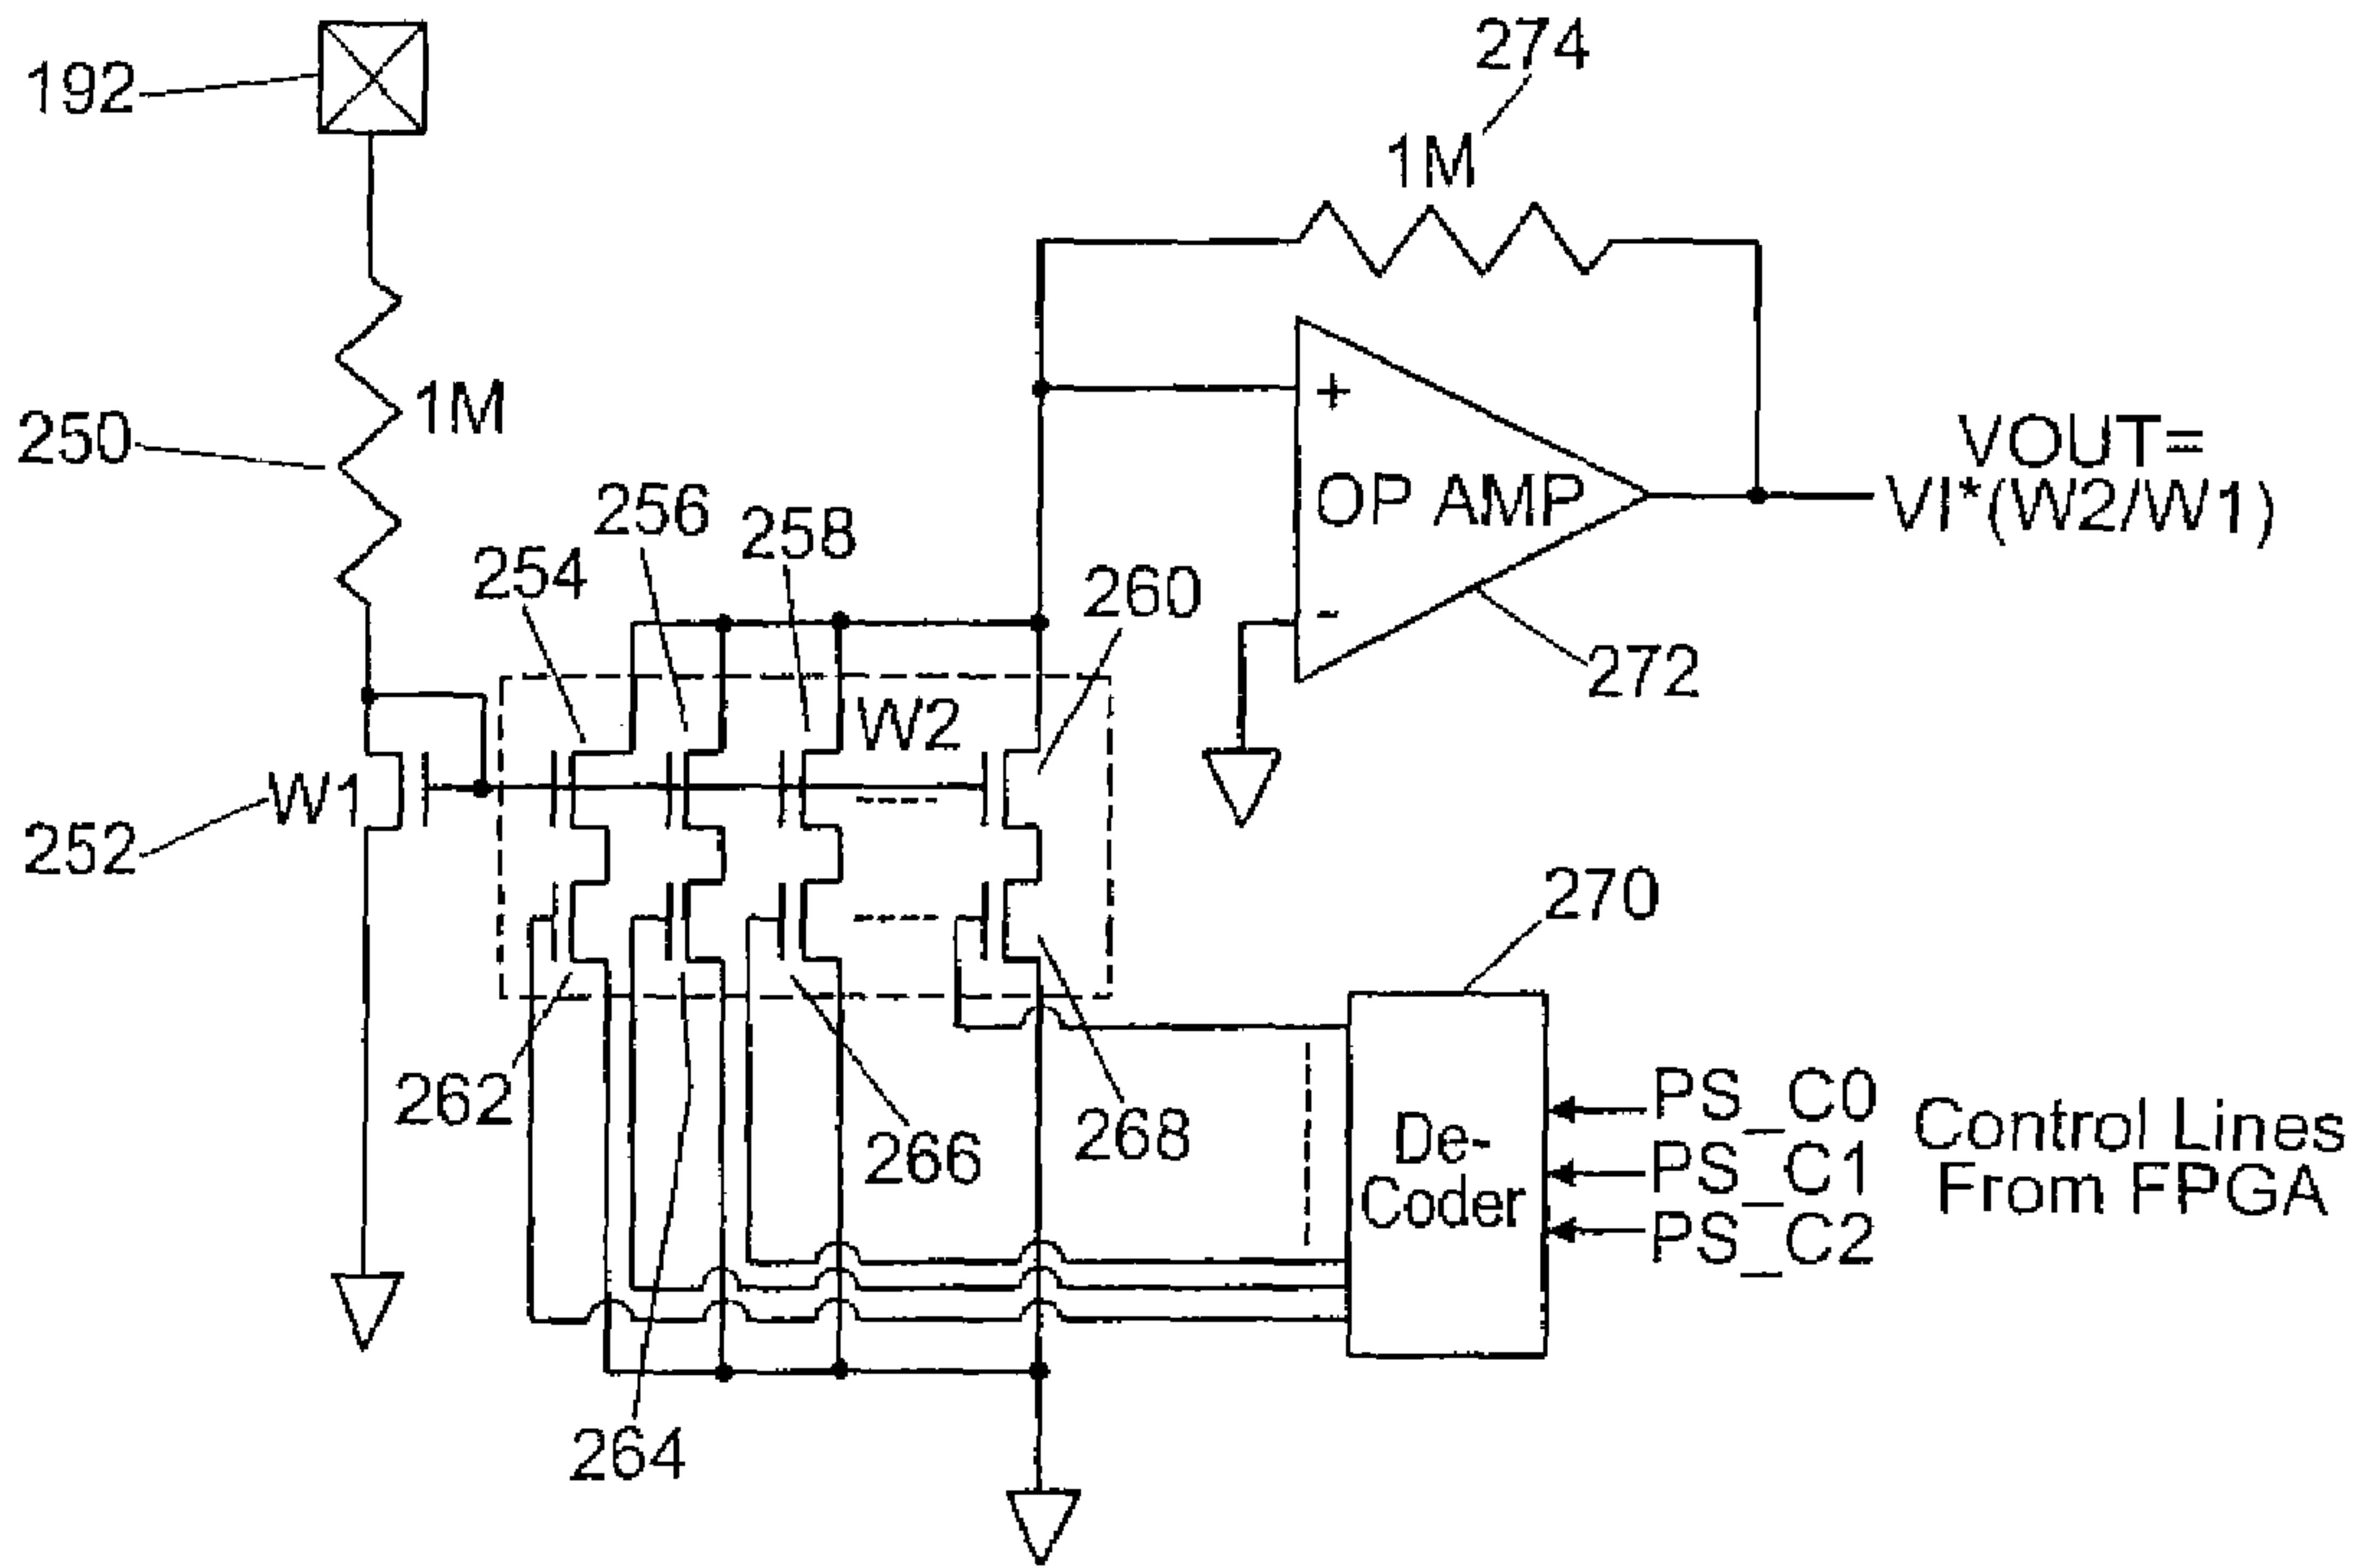 274
192
1M
1M
250
VOUT=
VI*(W2/W1)
256
258
254
+
OP AMP
-
260
272
W2
W1
252
270
262
266
268
De-
Coder
PS_C0
PS_C1
PS_C2
Control Lines
From FPGA
264